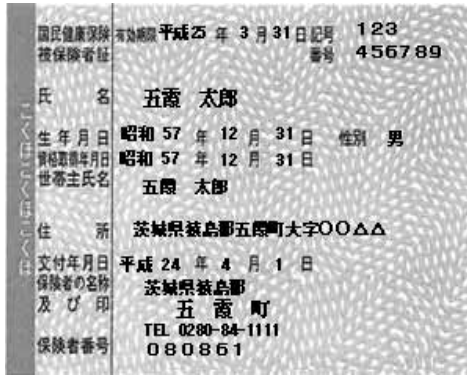 国民健康保険 有効期限 平成25 年 3 月 31 日 記号 123
被保険者証 番号 456789
氏 名 五霞 太郎
生年月日 昭和 57 年 12 月 31 日 性別 男
資格取得年月日 昭和 57 年 12 月 31 日
世帯主氏名 五霞 太郎
住 所 茨城県猿島郡五霞町大字〇〇△△
交付年月日 平成 24 年 4 月 1 日
保険者の名称 茨城県猿島郡
及び印 五霞町
TEL 0280-84-1111
保険者番号 080861
こくほ こくほ こくほ